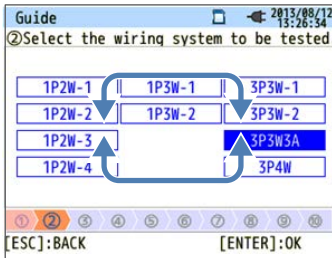 Guide 2013/08/12
13:26:34
②Select the wiring system to be tested
1P2W-1 1P3W-1 3P3W-1
1P2W-2 1P3W-2 3P3W-2
1P2W-3 3P3W3A
1P2W-4 3P4W
① ② ③ ④ ⑤ ⑥ ⑦ ⑧ ⑨ ⑩
[ESC]:BACK [ENTER]:OK